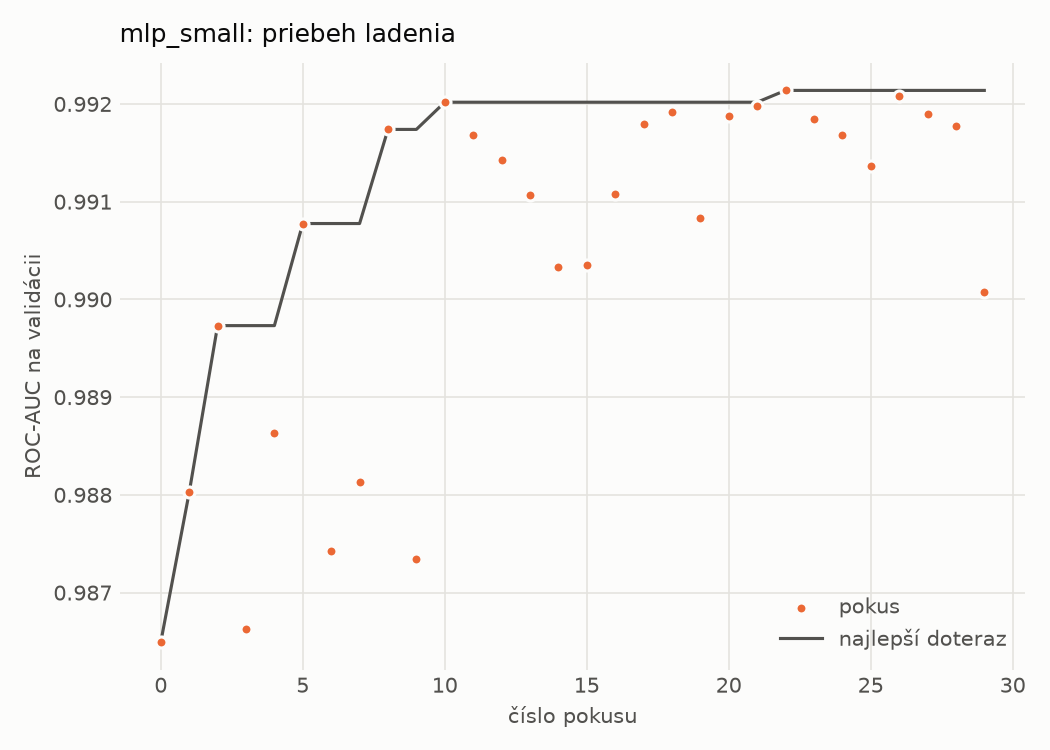 mlp_small: priebeh ladenia
ROC-AUC na validácii
0.992
0.991
0.990
0.989
0.988
0.987
pokus
najlepší doteraz
0 5 10 15 20 25 30
číslo pokusu